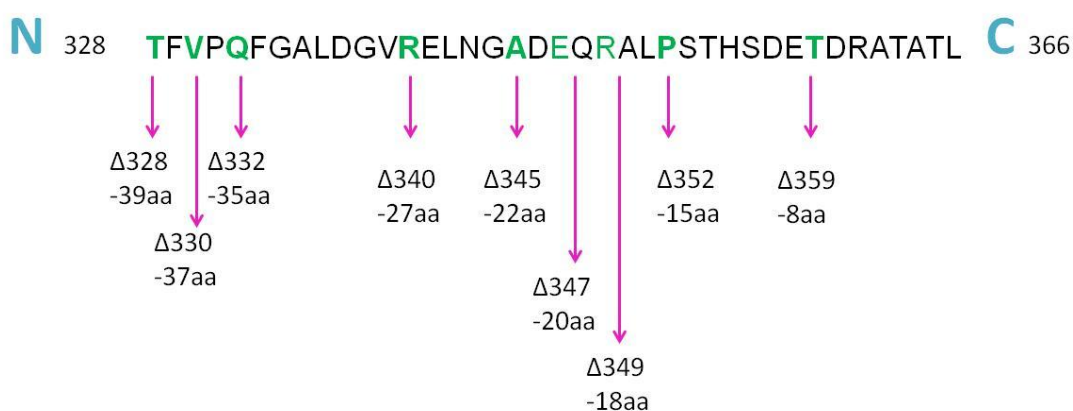 N 328 TFVPQFGALDGVRELNGADEQRALPSTHSDETDRATATL C 366
Δ328
-39aa
Δ332
-35aa
Δ340
-27aa
Δ345
-22aa
Δ352
-15aa
Δ359
-8aa
Δ330
-37aa
Δ347
-20aa
Δ349
-18aa